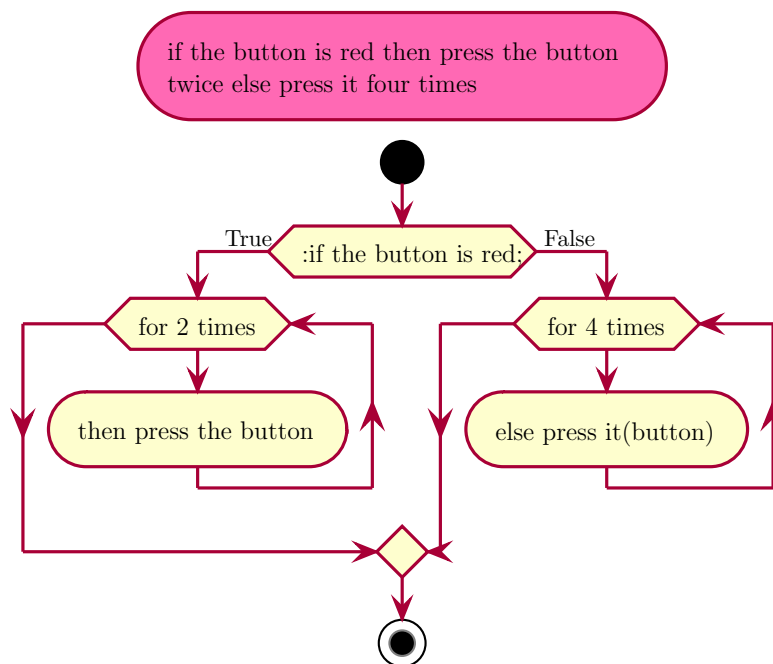 if the button is red then press the button
twice else press it four times
True
:if the button is red;
False
for 2 times
for 4 times
then press the button
else press it(button)